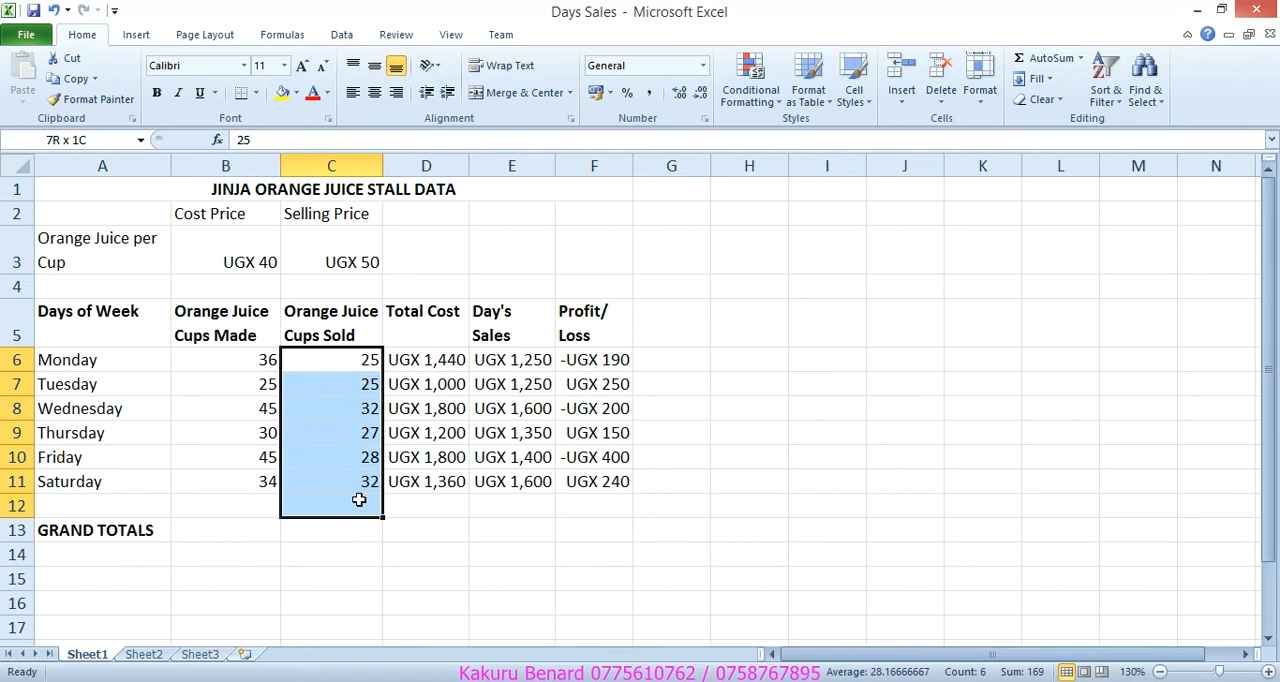 Days Sales - Microsoft Excel
File Home Insert Page Layout Formulas Data Review View Team
Cut
Copy
Format Painter
Paste
Clipboard
Calibri 11
B I U
Font
Wrap Text
Merge & Center
Alignment
General
Number
Conditional Formatting
Format as Table
Cell Styles
Styles
Insert Delete Format
Cells
AutoSum
Fill
Clear
Sort & Filter
Find & Select
Editing
7R x 1C fx 25
A B C D E F G H I J K L M N
1 JINJA ORANGE JUICE STALL DATA
2 Cost Price Selling Price
Orange Juice per
3 Cup UGX 40 UGX 50
4
Days of Week Orange Juice Orange Juice Total Cost Day's Profit/
5 Cups Made Cups Sold Sales Loss
6 Monday 36 25 UGX 1,440 UGX 1,250 -UGX 190
7 Tuesday 25 25 UGX 1,000 UGX 1,250 UGX 250
8 Wednesday 45 32 UGX 1,800 UGX 1,600 -UGX 200
9 Thursday 30 27 UGX 1,200 UGX 1,350 UGX 150
10 Friday 45 28 UGX 1,800 UGX 1,400 -UGX 400
11 Saturday 34 32 UGX 1,360 UGX 1,600 UGX 240
12
13 GRAND TOTALS
14
15
16
17
Sheet1 Sheet2 Sheet3
Ready Kakuru Benard 0775610762 / 0758767895 Average: 28.16666667 Count: 6 Sum: 169 130%